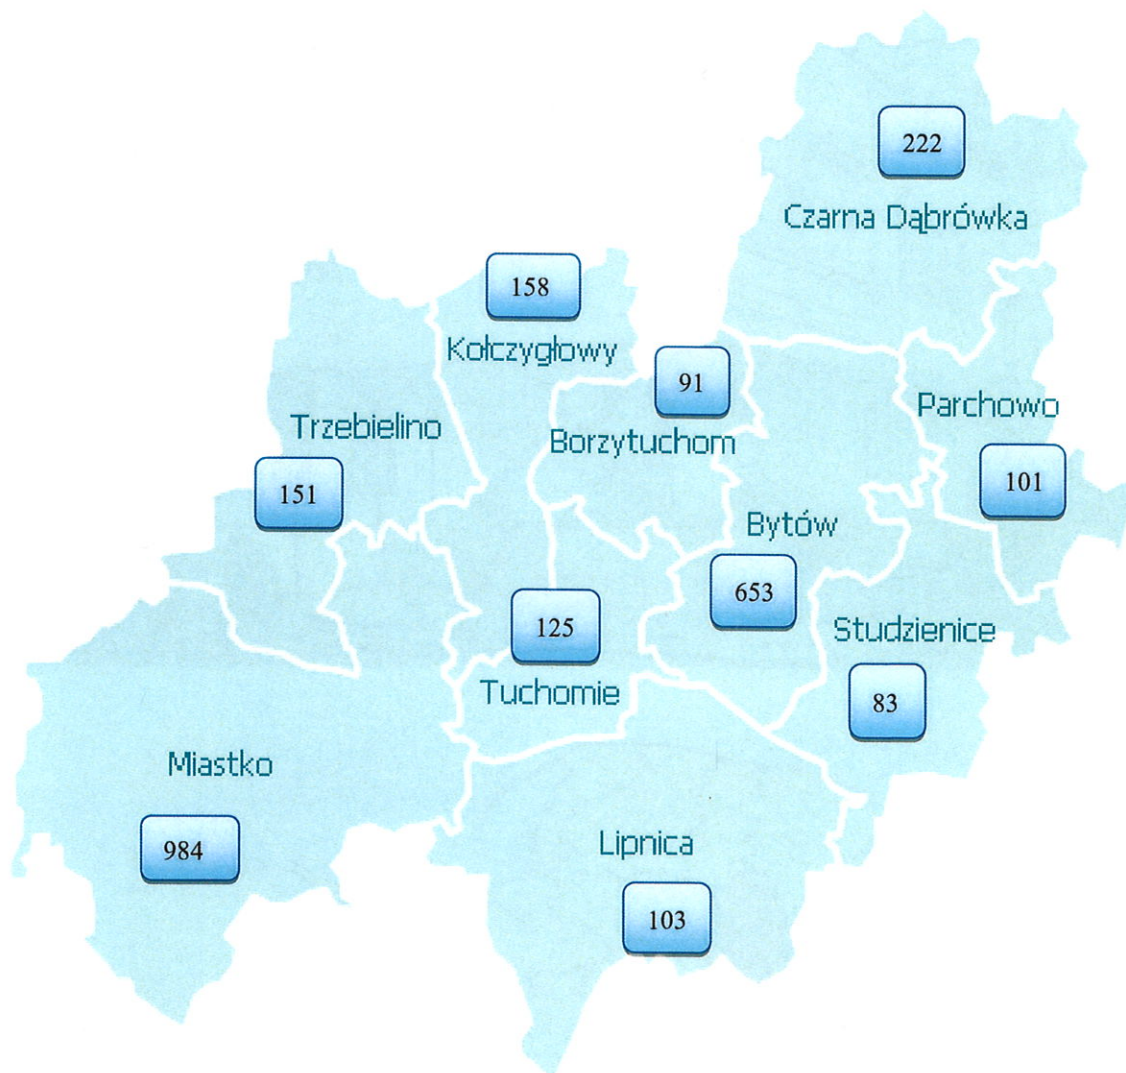 222
Czarna Dąbrówka
158
Kołczygłowy
91
Borzytuchom
Parchowo
101
Trzebielino
151
Bytów
653
125
Tuchomie
Studzienice
83
Miastko
984
Lipnica
103